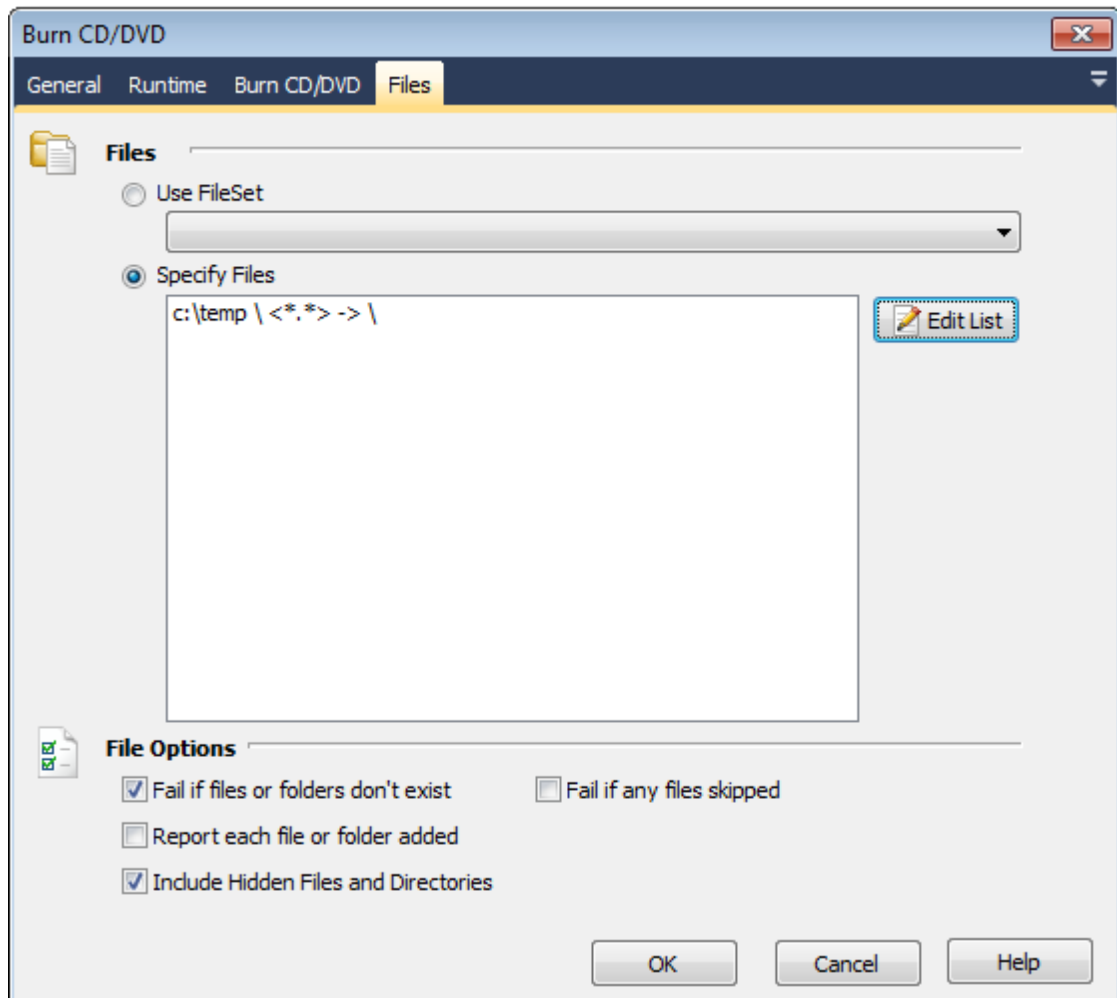 Burn CD/DVD
General Runtime Burn CD/DVD Files
Files
Use FileSet
Specify Files
c:\temp \ <*.*> -> \
Edit List
File Options
Fail if files or folders don't exist Fail if any files skipped
Report each file or folder added
Include Hidden Files and Directories
OK Cancel Help